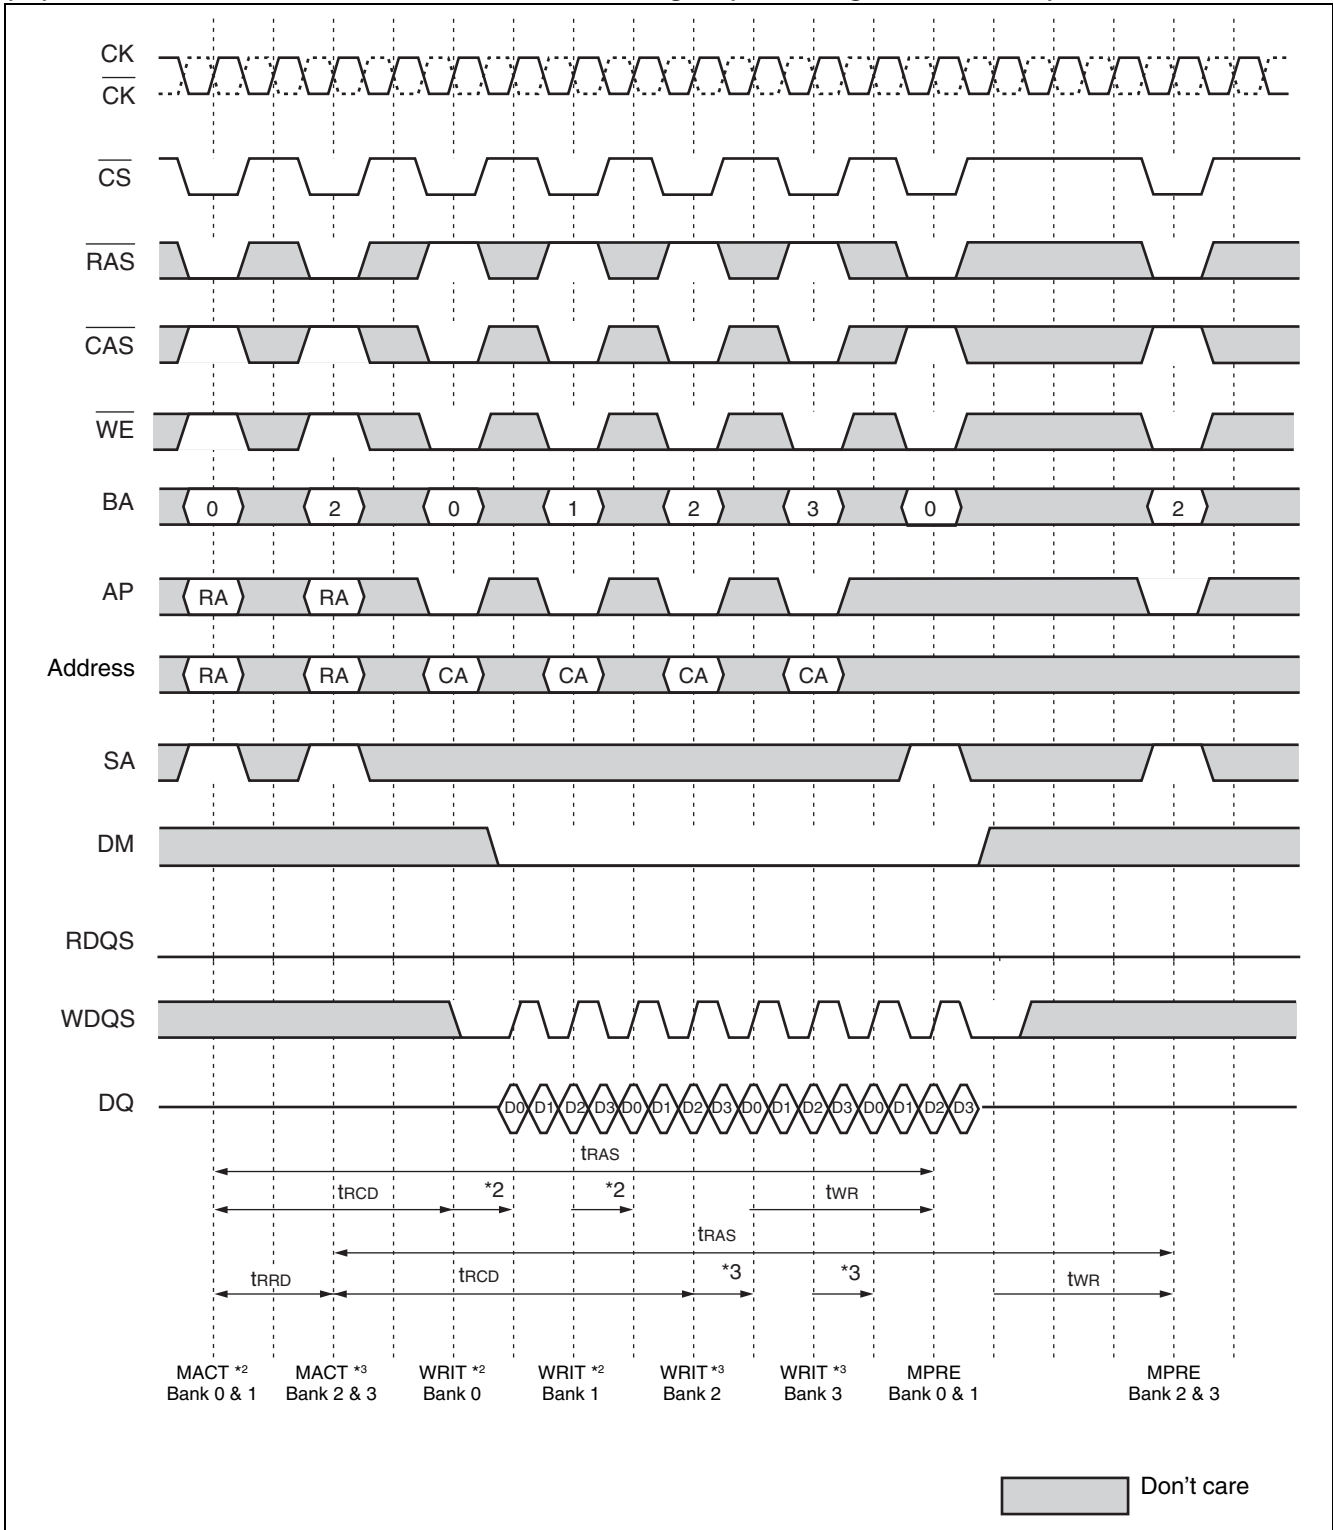 CK
CK
CS
RAS
CAS
WE
BA 0 2 0 1 2 3 0 2
AP RA RA
Address RA RA CA CA CA CA
SA
DM
RDQS
WDQS
DQ D0 D1 D2 D3 D0 D1 D2 D3 D0 D1 D2 D3 D0 D1 D2 D3
tRAS
tRCD *2 *2 tWR
tRAS
tRRD tRCD *3 *3 tWR
MACT *2 MACT *3 WRIT *2 WRIT *2 WRIT *3 WRIT *3 MPRE MPRE
Bank 0 & 1 Bank 2 & 3 Bank 0 Bank 1 Bank 2 Bank 3 Bank 0 & 1 Bank 2 & 3
Don't care